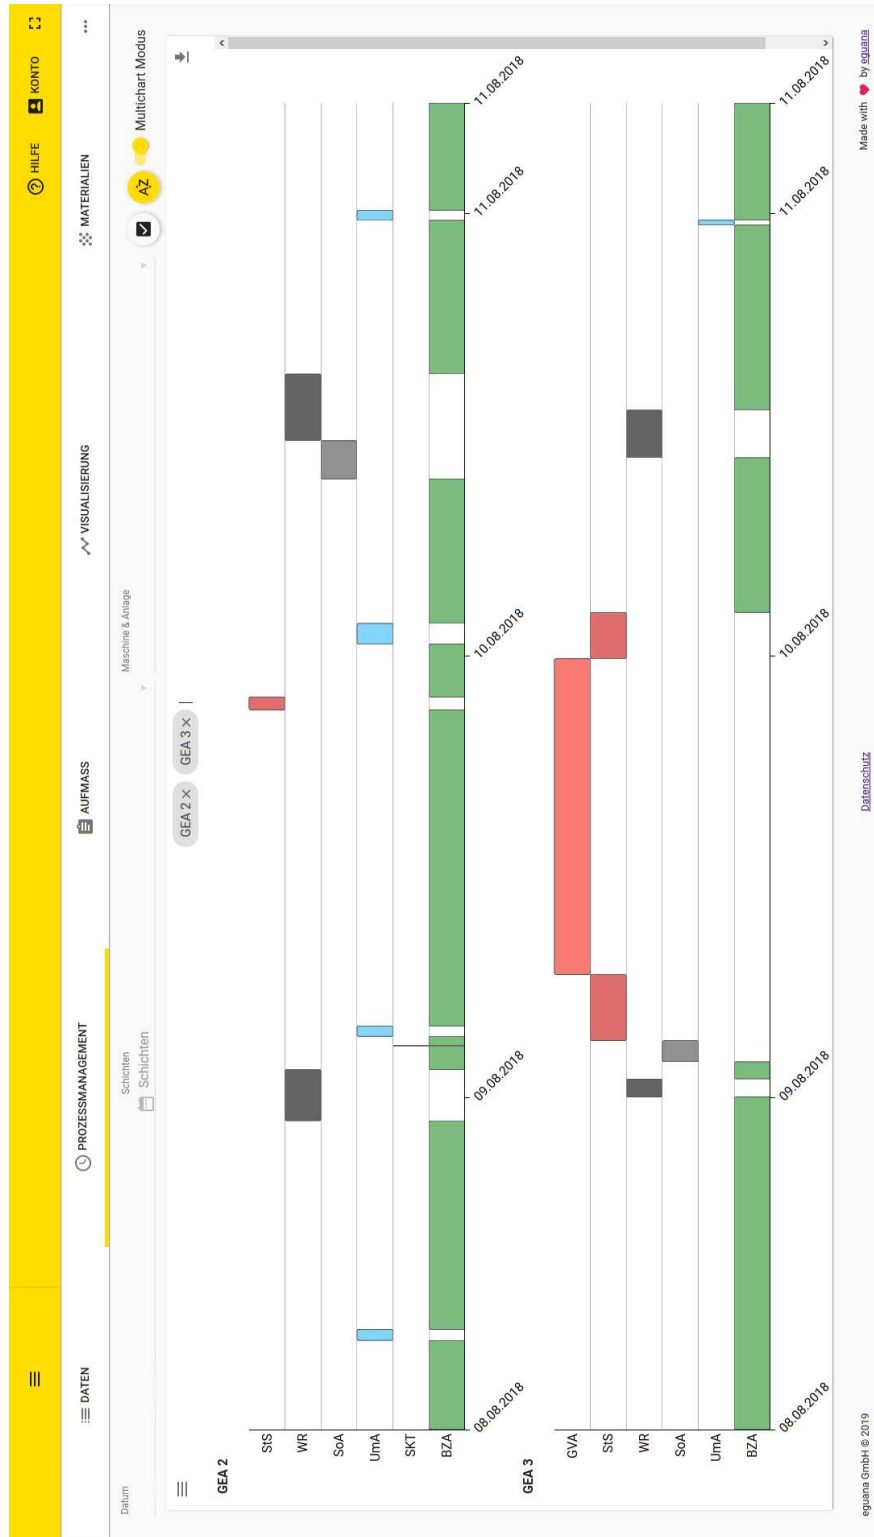 HILFE KONTO
DATEN PROZESSMANAGEMENT AUFMASS VISUALISIERUNG MATERIALIEN
Datum Schichten Maschine & Anlage
Schichten
AZ Multichart Modus
GEA 2 × GEA 3 ×
GEA 2
StS
WR
SoA
UmA
SKT
BZA
08.08.2018 09.08.2018 10.08.2018 11.08.2018 11.08.2018
GEA 3
GVA
StS
WR
SoA
UmA
BZA
08.08.2018 09.08.2018 10.08.2018 11.08.2018 11.08.2018
eguana GmbH © 2019 Datenschutz Made with ♥ by eguana